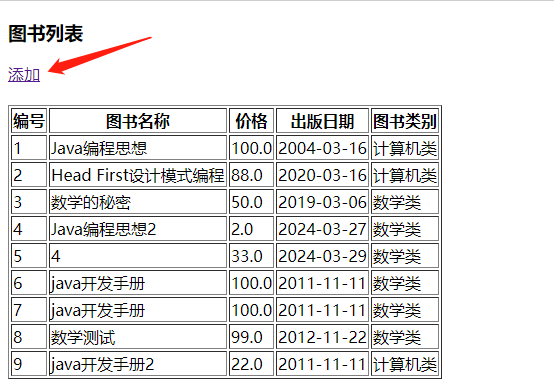 图书列表
添加
编号 图书名称 价格 出版日期 图书类别
1 Java编程思想 100.0 2004-03-16 计算机类
2 Head First设计模式编程 88.0 2020-03-16 计算机类
3 数学的秘密 50.0 2019-03-06 数学类
4 Java编程思想2 2.0 2024-03-27 数学类
5 4 33.0 2024-03-29 数学类
6 java开发手册 100.0 2011-11-11 数学类
7 java开发手册 100.0 2011-11-11 数学类
8 数学测试 99.0 2012-11-22 数学类
9 java开发手册2 22.0 2011-11-11 计算机类